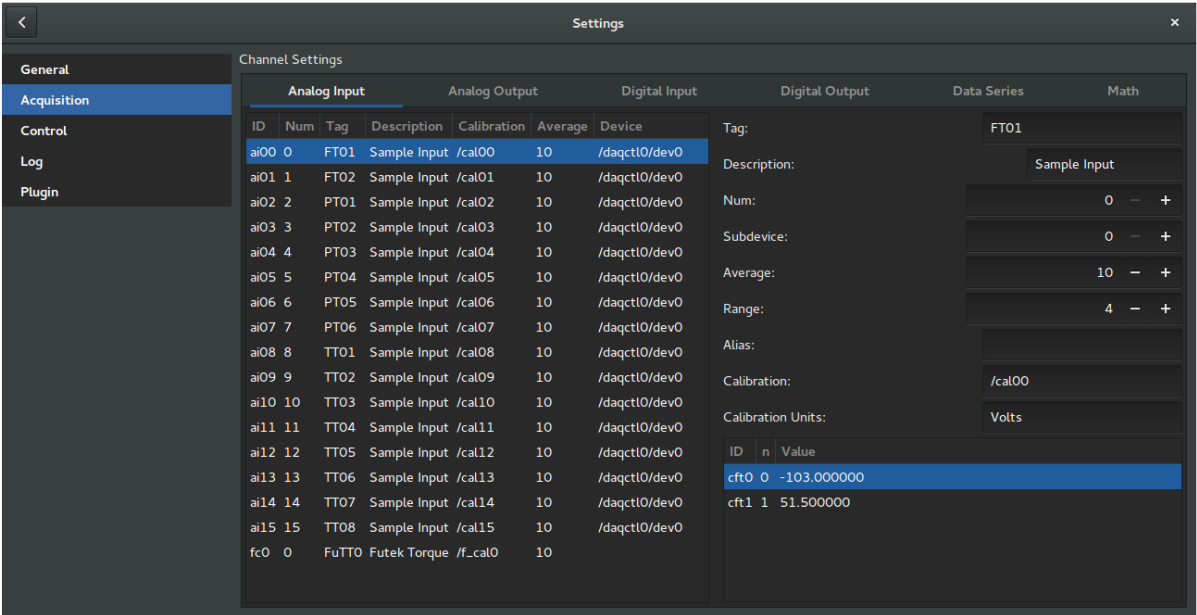 Settings
General
Acquisition
Control
Log
Plugin
Channel Settings
Analog Input Analog Output Digital Input Digital Output Data Series Math
ID Num Tag Description Calibration Average Device
ai00 0 FT01 Sample Input /cal00 10 /daqctl0/dev0
ai01 1 FT02 Sample Input /cal01 10 /daqctl0/dev0
ai02 2 PT01 Sample Input /cal02 10 /daqctl0/dev0
ai03 3 PT02 Sample Input /cal03 10 /daqctl0/dev0
ai04 4 PT03 Sample Input /cal04 10 /daqctl0/dev0
ai05 5 PT04 Sample Input /cal05 10 /daqctl0/dev0
ai06 6 PT05 Sample Input /cal06 10 /daqctl0/dev0
ai07 7 PT06 Sample Input /cal07 10 /daqctl0/dev0
ai08 8 TT01 Sample Input /cal08 10 /daqctl0/dev0
ai09 9 TT02 Sample Input /cal09 10 /daqctl0/dev0
ai10 10 TT03 Sample Input /cal10 10 /daqctl0/dev0
ai11 11 TT04 Sample Input /cal11 10 /daqctl0/dev0
ai12 12 TT05 Sample Input /cal12 10 /daqctl0/dev0
ai13 13 TT06 Sample Input /cal13 10 /daqctl0/dev0
ai14 14 TT07 Sample Input /cal14 10 /daqctl0/dev0
ai15 15 TT08 Sample Input /cal15 10 /daqctl0/dev0
fc0 0 FuTT0 Futek Torque /f_cal0 10
Tag: FT01
Description: Sample Input
Num: 0 − +
Subdevice: 0 − +
Average: 10 − +
Range: 4 − +
Alias:
Calibration: /cal00
Calibration Units: Volts
ID n Value
cft0 0 -103.000000
cft1 1 51.500000